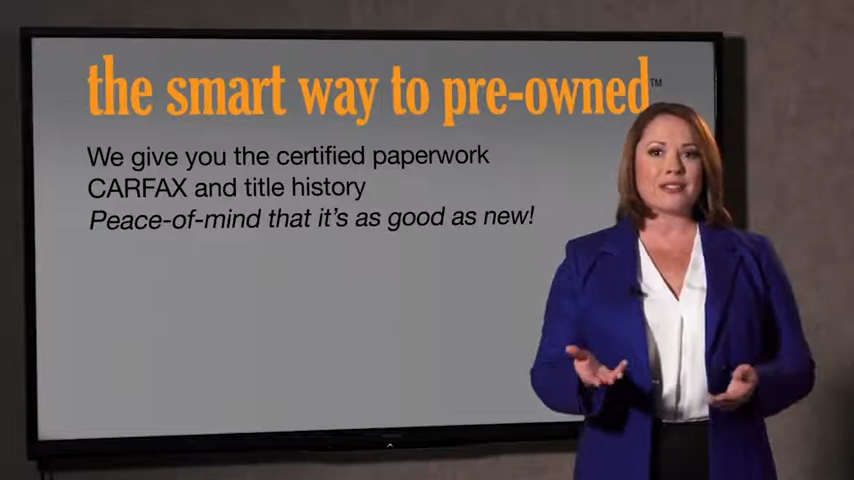 the smart way to pre-owned™
We give you the certified paperwork
CARFAX and title history
Peace-of-mind that it's as good as new!